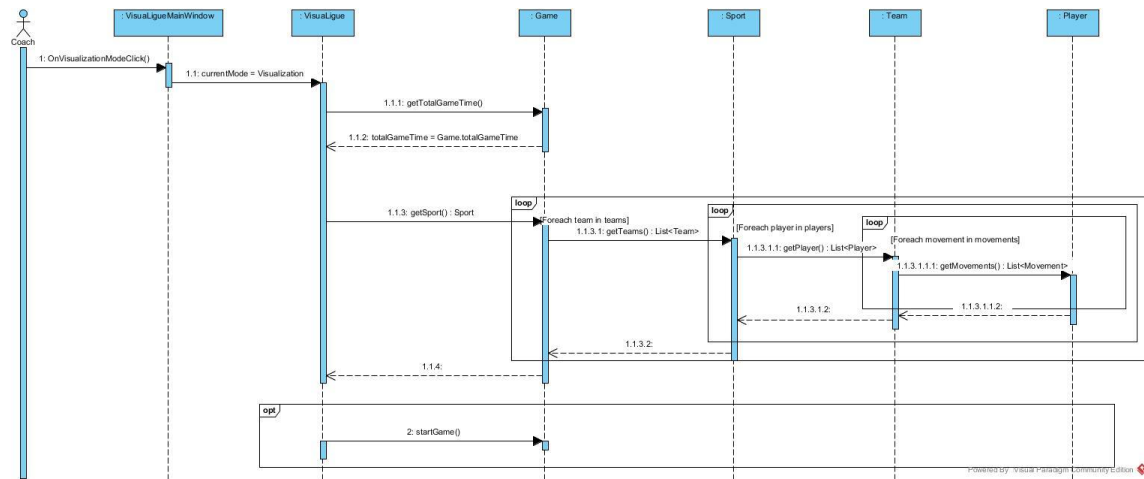 : VisuaLigueMainWindow
: VisuaLigue
: Game
: Sport
: Team
: Player
Coach
1: OnVisualizationModeClick()
1.1: currentMode = Visualization
1.1.1: getTotalGameTime()
1.1.2: totalGameTime = Game.totalGameTime
loop
[Foreach team in teams]
1.1.3: getSport() : Sport
loop
[Foreach player in players]
1.1.3.1: getTeams() : List<Team>
loop
[Foreach movement in movements]
1.1.3.1.1: getPlayer() : List<Player>
1.1.3.1.1.1: getMovements() : List<Movement>
1.1.3.1.1.2:
1.1.3.1.2:
1.1.3.2:
1.1.4:
opt
2: startGame()
Powered By Visual Paradigm Community Edition